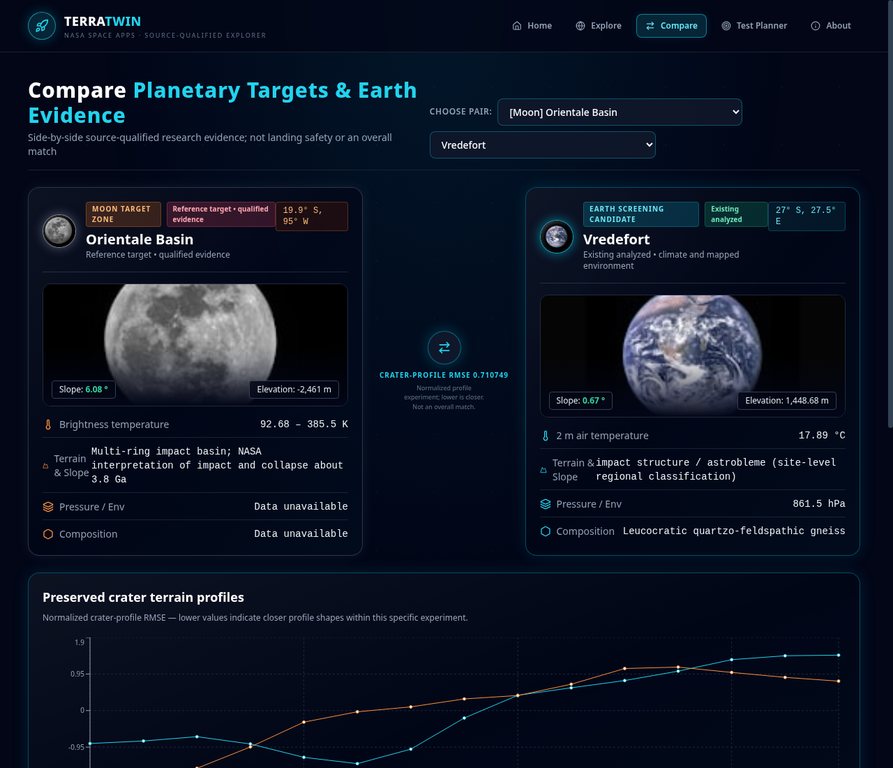 TERRATWIN
NASA SPACE APPS · SOURCE-QUALIFIED EXPLORER
Home
Explore
Compare
Test Planner
About
Compare Planetary Targets & Earth
Evidence
Side-by-side source-qualified research evidence; not landing safety or an overall
match
CHOOSE PAIR:
[Moon] Orientale Basin
Vredefort
MOON TARGET
ZONE
Reference target • qualified
evidence
19.9° S,
95° W
Orientale Basin
Reference target • qualified evidence
Slope: 6.08 °
Elevation: -2,461 m
Brightness temperature
92.68 – 385.5 K
Terrain
& Slope
Multi-ring impact basin; NASA
interpretation of impact and collapse about
3.8 Ga
Pressure / Env
Data unavailable
Composition
Data unavailable
CRATER-PROFILE RMSE 0.710749
Normalized profile
experiment; lower is closer.
Not an overall match.
EARTH SCREENING
CANDIDATE
Existing
analyzed
27° S, 27.5°
E
Vredefort
Existing analyzed • climate and mapped
environment
Slope: 0.67 °
Elevation: 1,448.68 m
2 m air temperature
17.89 °C
Terrain &
Slope
impact structure / astrobleme (site-level
regional classification)
Pressure / Env
861.5 hPa
Composition
Leucocratic quartzo-feldspathic gneiss
Preserved crater terrain profiles
Normalized crater-profile RMSE — lower values indicate closer profile shapes within this specific experiment.
1.9
0.95
0
-0.95